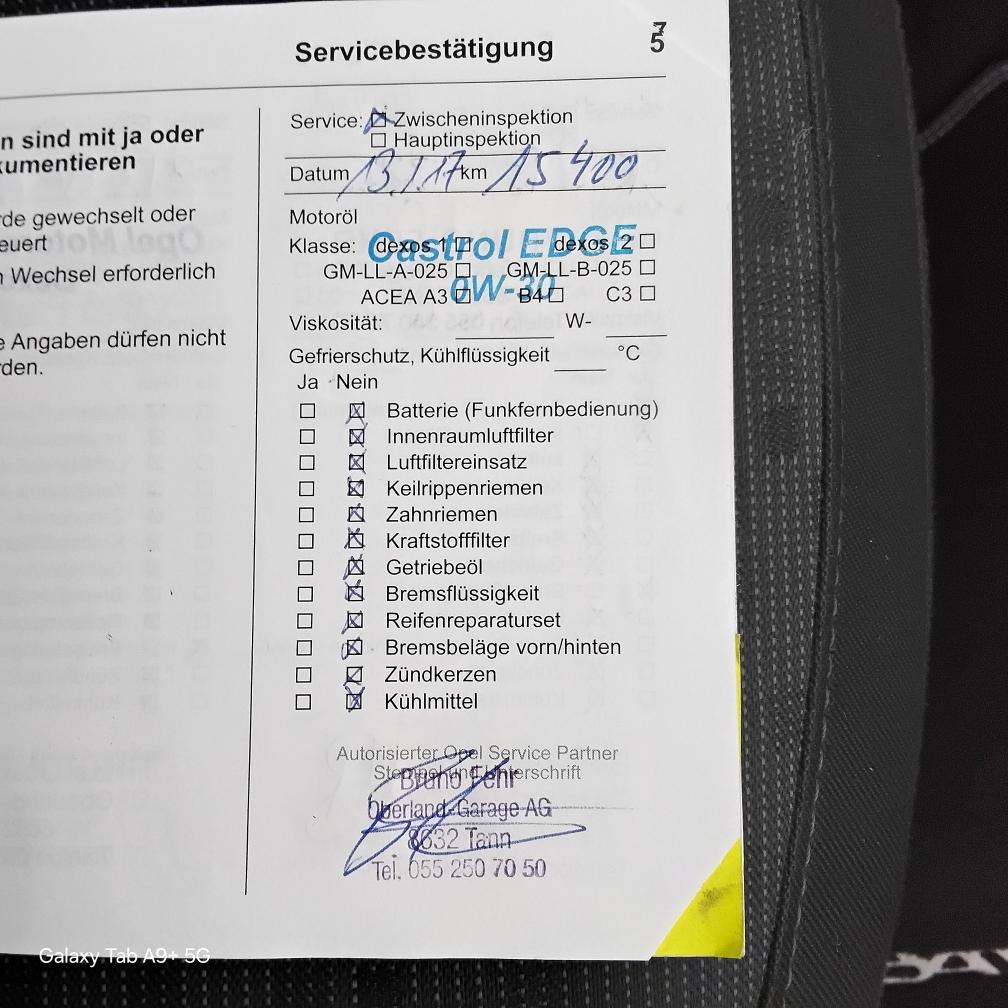 Servicebestätigung
7
5
n sind mit ja oder
kumentieren
rde gewechselt oder
euert
n Wechsel erforderlich
e Angaben dürfen nicht
rden.
Service: ☒ Zwischeninspektion
☐ Hauptinspektion
Datum 13.1.17 km 15 400
Motoröl
Klasse: dexos 1 ☐ dexos 2 ☐
Castrol EDGE
GM-LL-A-025 ☐ GM-LL-B-025 ☐
0W-30
ACEA A3 ☐ B4 ☐ C3 ☐
Viskosität: W-
Gefrierschutz, Kühlflüssigkeit °C
Ja Nein
☐ ☒ Batterie (Funkfernbedienung)
☐ ☒ Innenraumluftfilter
☐ ☒ Luftfiltereinsatz
☐ ☒ Keilrippenriemen
☐ ☒ Zahnriemen
☐ ☒ Kraftstofffilter
☐ ☒ Getriebeöl
☐ ☒ Bremsflüssigkeit
☐ ☒ Reifenreparaturset
☐ ☒ Bremsbeläge vorn/hinten
☐ ☒ Zündkerzen
☐ ☒ Kühlmittel
Autorisierter Opel Service Partner
Stempel und Unterschrift
Bruno Fehr
Oberland-Garage AG
8632 Tann
Tel. 055 250 70 50
Galaxy Tab A9+ 5G